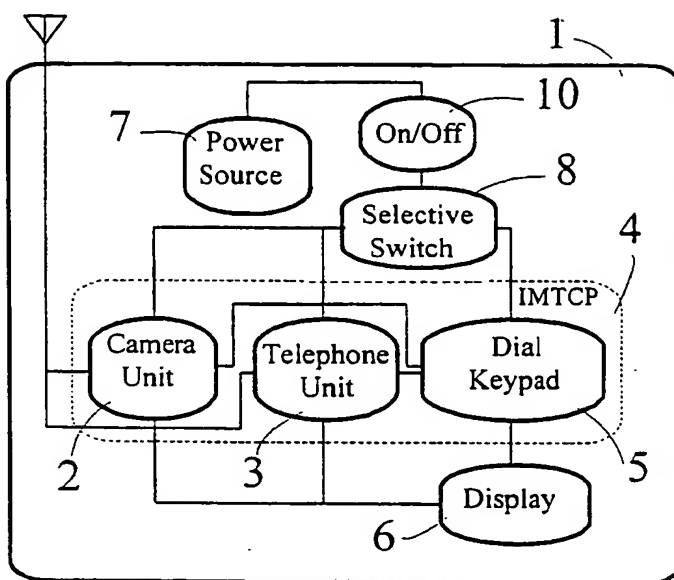 1
10
7
Power
Source
On/Off
8
Selective
Switch
4
IMTCP
Camera
Unit
Telephone
Unit
Dial
Keypad
2
3
5
Display
6